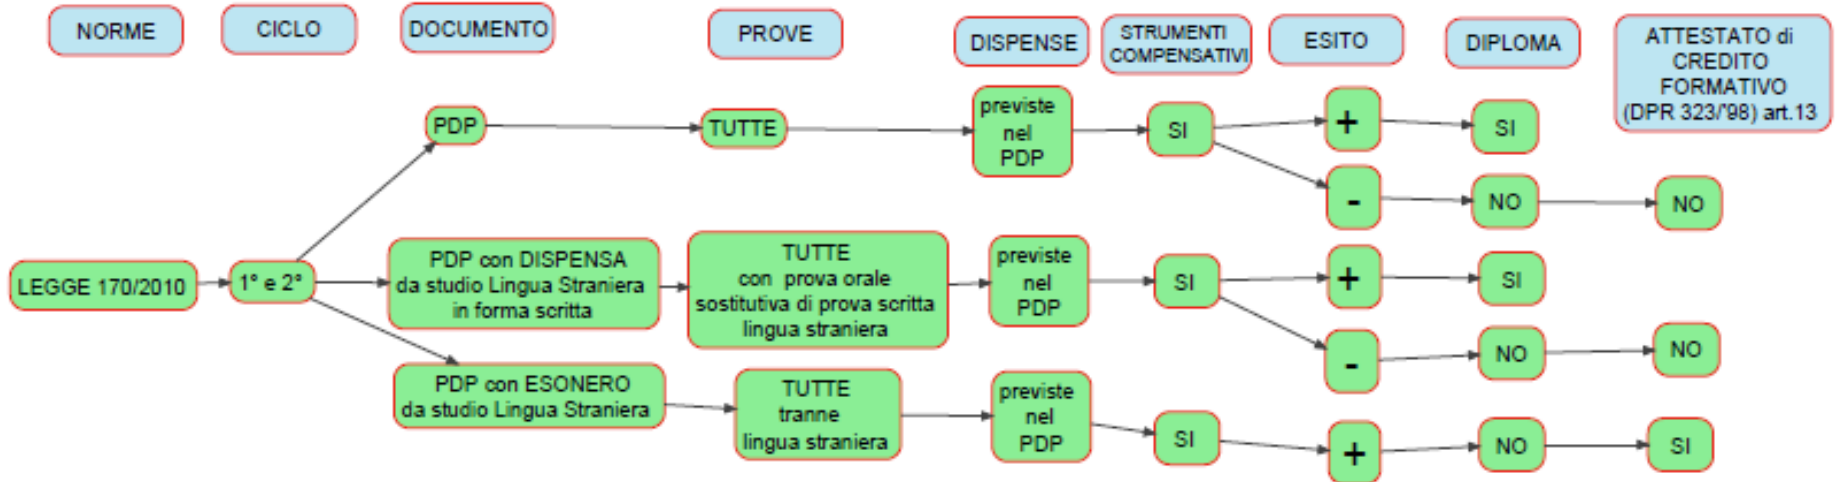 NORME
CICLO
DOCUMENTO
PROVE
DISPENSE
STRUMENTI
COMPENSATIVI
ESITO
DIPLOMA
ATTESTATO di
CREDITO
FORMATIVO
(DPR 323/'98) art.13
LEGGE 170/2010
1° e 2°
PDP
TUTTE
previste
nel
PDP
SI
+
SI
-
NO
NO
PDP con DISPENSA
da studio Lingua Straniera
in forma scritta
TUTTE
con prova orale
sostitutiva di prova scritta
lingua straniera
previste
nel
PDP
SI
+
SI
-
NO
NO
PDP con ESONERO
da studio Lingua Straniera
TUTTE
tranne
lingua straniera
previste
nel
PDP
SI
+
NO
SI